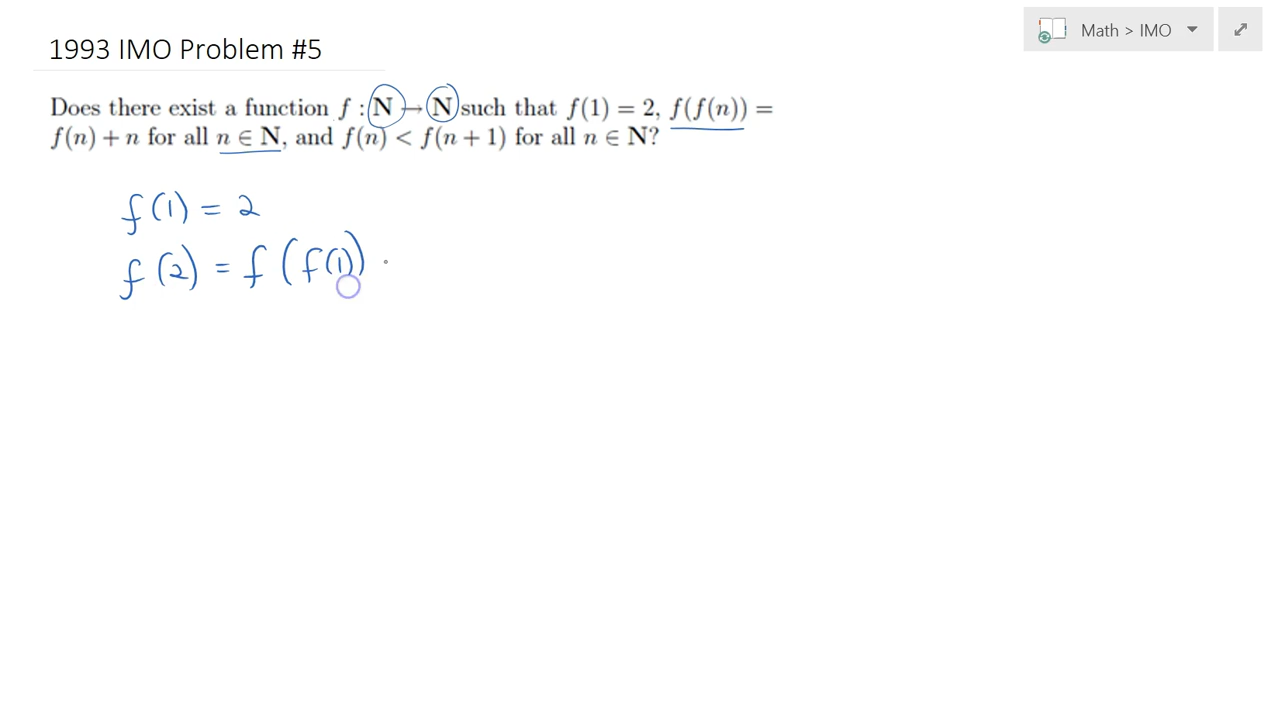 Math > IMO
1993 IMO Problem #5
Does there exist a function f : N → N such that f(1) = 2, f(f(n)) =
f(n) + n for all n ∈ N, and f(n) < f(n + 1) for all n ∈ N?
f(1) = 2
f(2) = f(f(1))